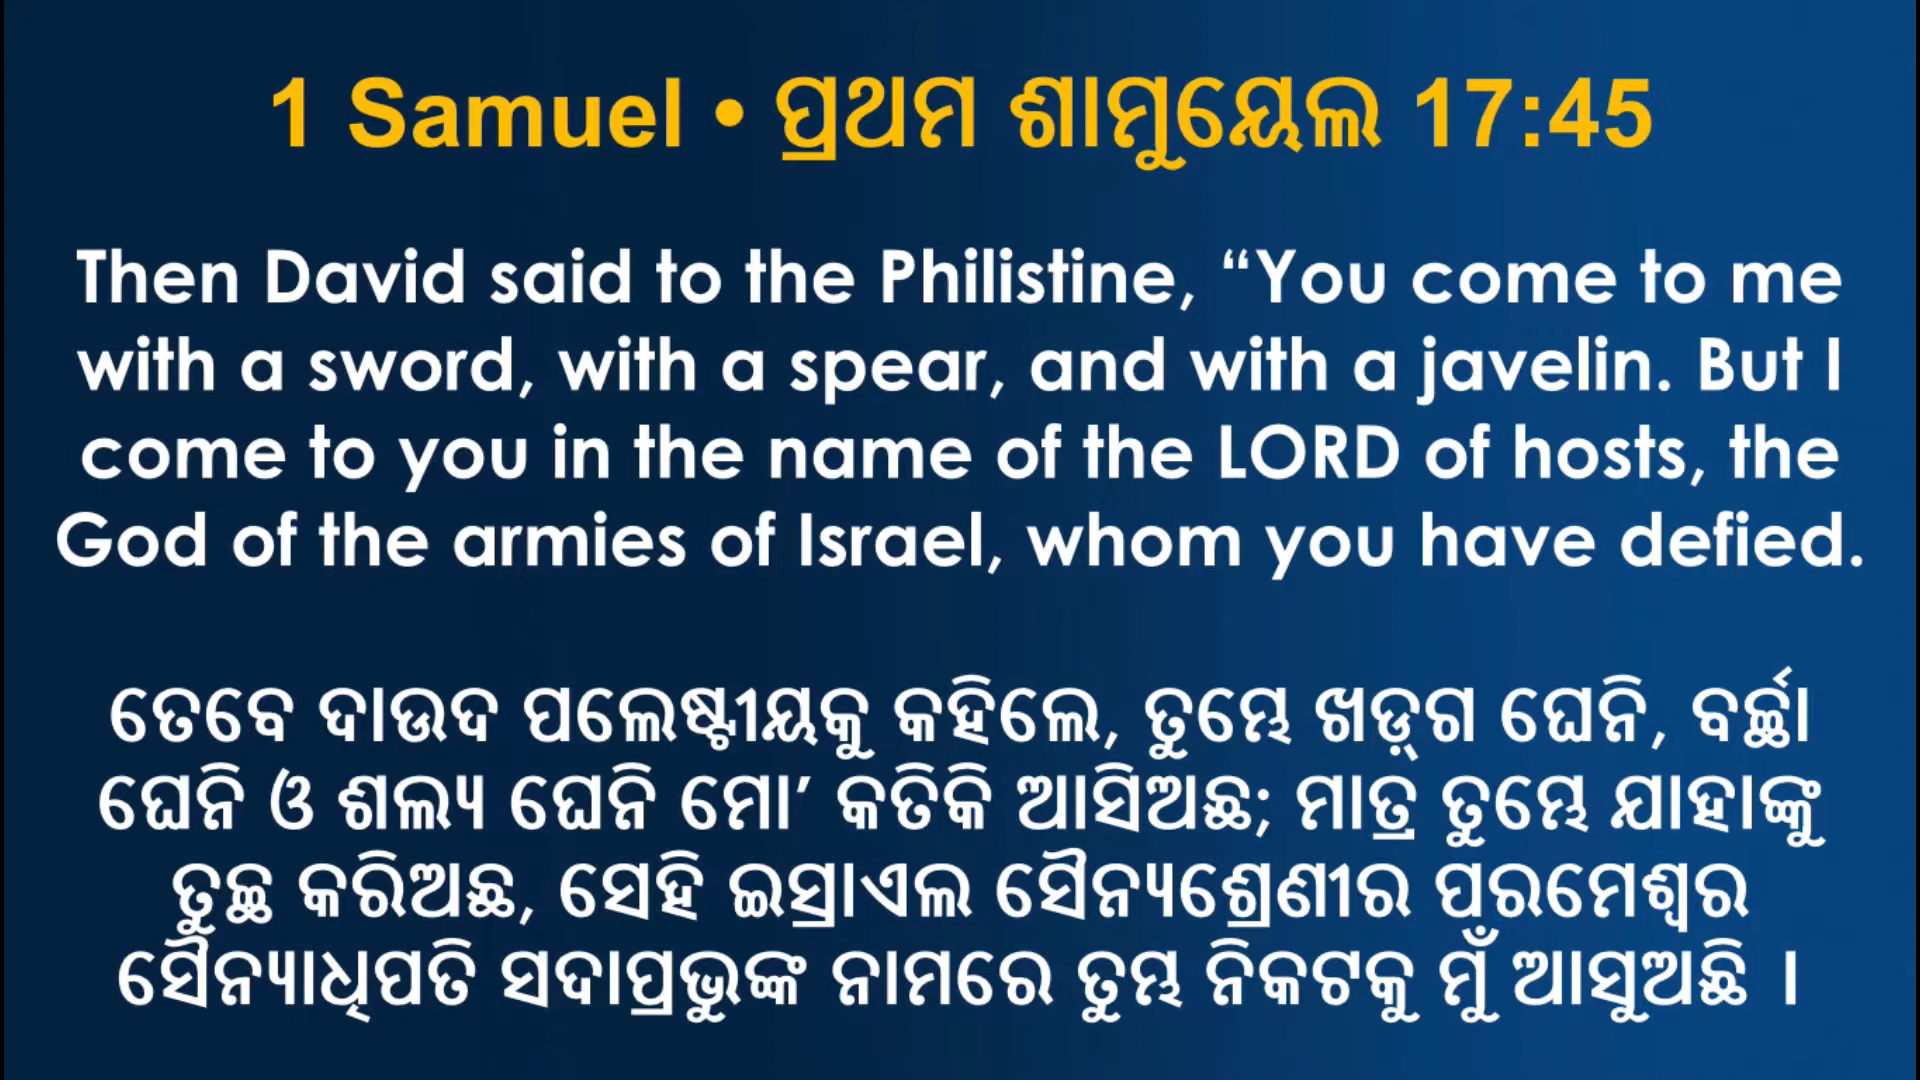 1 Samuel • ପ୍ରଥମ ଶାମୁୟେଲ 17:45
Then David said to the Philistine, “You come to me
with a sword, with a spear, and with a javelin. But I
come to you in the name of the LORD of hosts, the
God of the armies of Israel, whom you have defied.
ତେବେ ଦାଉଦ ପଲେଷ୍ଟୀୟକୁ କହିଲେ, ତୁମ୍ଭେ ଖଡ଼୍‍ଗ ଘେନି, ବର୍ଚ୍ଛା
ଘେନି ଓ ଶଲ୍ୟ ଘେନି ମୋ’ କତିକି ଆସିଅଛ; ମାତ୍ର ତୁମ୍ଭେ ଯାହାଙ୍କୁ
ତୁଚ୍ଛ କରିଅଛ, ସେହି ଇସ୍ରାଏଲ ସୈନ୍ୟଶ୍ରେଣୀର ପରମେଶ୍ୱର
ସୈନ୍ୟାଧିପତି ସଦାପ୍ରଭୁଙ୍କ ନାମରେ ତୁମ୍ଭ ନିକଟକୁ ମୁଁ ଆସୁଅଛି ।